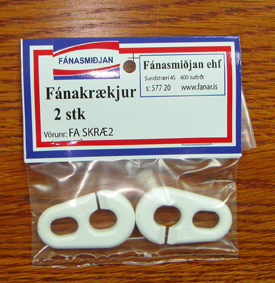 FÁNASMIÐJAN
Fánakrækjur
2 stk
Vörunr: FA SKRÆ2
Fánasmiðjan ehf
Sundstræti 45 400 Ísafirði
s: 577 20 www.fanar.is